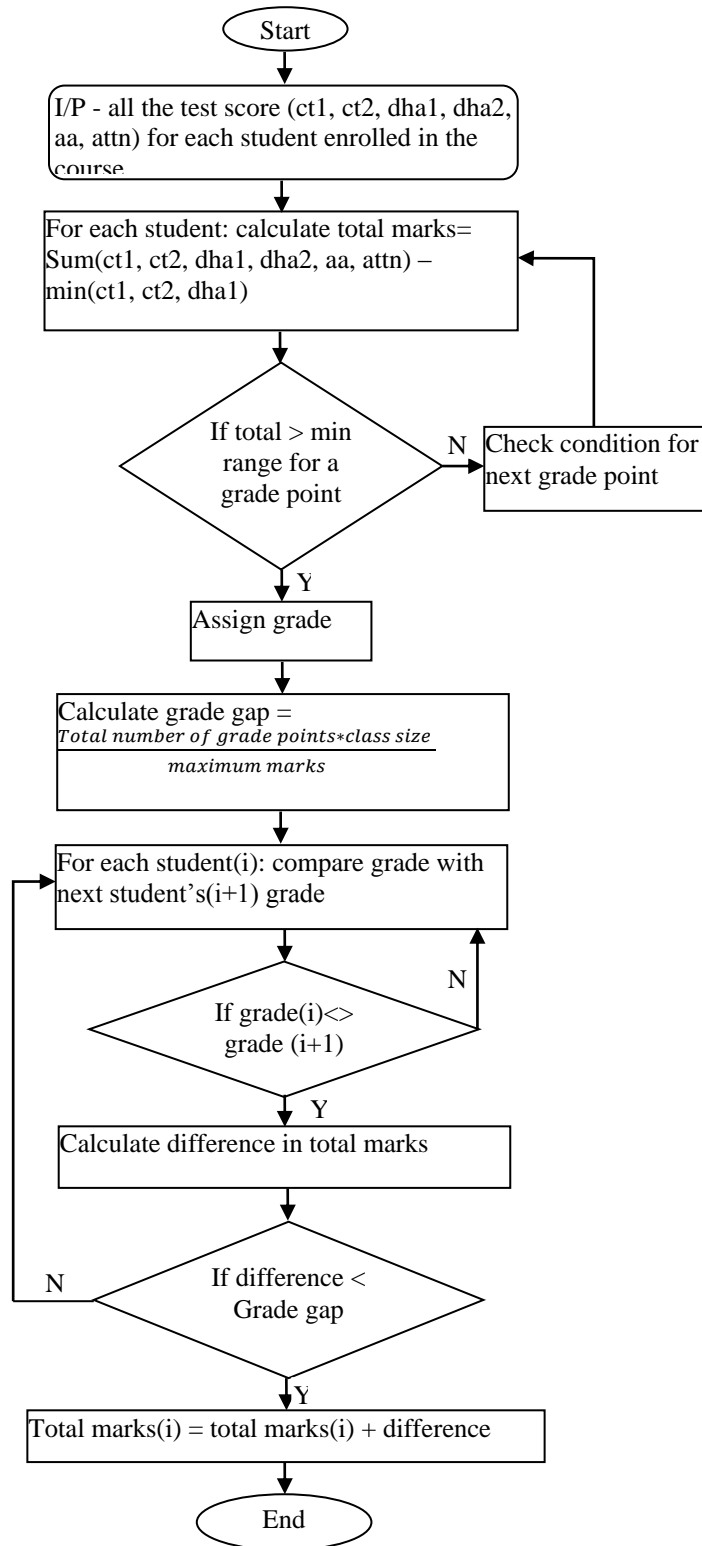 Start
I/P - all the test score (ct1, ct2, dha1, dha2,
aa, attn) for each student enrolled in the
course
For each student: calculate total marks=
Sum(ct1, ct2, dha1, dha2, aa, attn) –
min(ct1, ct2, dha1)
If total > min
range for a
grade point
N
Check condition for
next grade point
Y
Assign grade
Calculate grade gap =
Total number of grade points*class size
maximum marks
For each student(i): compare grade with
next student’s(i+1) grade
N
If grade(i)<>
grade (i+1)
Y
Calculate difference in total marks
N
If difference <
Grade gap
Y
Total marks(i) = total marks(i) + difference
End